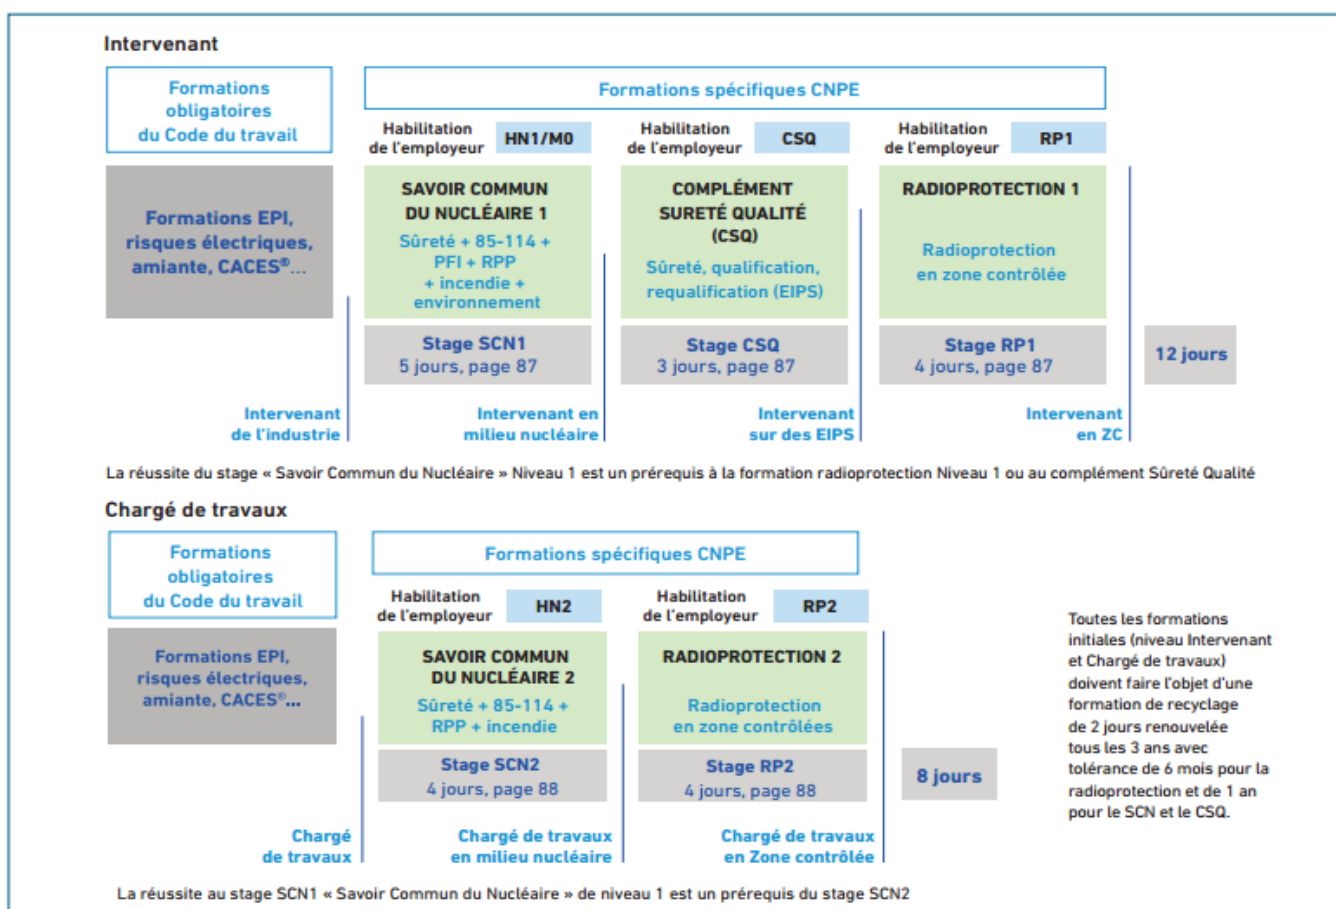 Intervenant
Formations
obligatoires
du Code du travail
Formations spécifiques CNPE
Habilitation
de l'employeur
HN1/M0
Habilitation
de l'employeur
CSQ
Habilitation
de l'employeur
RP1
Formations EPI,
risques électriques,
amiante, CACES®...
SAVOIR COMMUN
DU NUCLÉAIRE 1
Sûreté + 85-114 +
PFI + RPP
+ incendie +
environnement
COMPLÉMENT
SURETÉ QUALITÉ
(CSQ)
Sûreté, qualification,
requalification (EIPS)
RADIOPROTECTION 1
Radioprotection
en zone contrôlée
Stage SCN1
5 jours, page 87
Stage CSQ
3 jours, page 87
Stage RP1
4 jours, page 87
12 jours
Intervenant
de l'industrie
Intervenant en
milieu nucléaire
Intervenant
sur des EIPS
Intervenant
en ZC
La réussite du stage « Savoir Commun du Nucléaire » Niveau 1 est un prérequis à la formation radioprotection Niveau 1 ou au complément Sûreté Qualité
Chargé de travaux
Formations
obligatoires
du Code du travail
Formations spécifiques CNPE
Habilitation
de l'employeur
HN2
Habilitation
de l'employeur
RP2
Formations EPI,
risques électriques,
amiante, CACES®...
SAVOIR COMMUN
DU NUCLÉAIRE 2
Sûreté + 85-114 +
RPP + incendie
RADIOPROTECTION 2
Radioprotection
en zone contrôlées
Stage SCN2
4 jours, page 88
Stage RP2
4 jours, page 88
8 jours
Chargé
de travaux
Chargé de travaux
en milieu nucléaire
Chargé de travaux
en Zone contrôlée
Toutes les formations
initiales (niveau Intervenant
et Chargé de travaux)
doivent faire l'objet d'une
formation de recyclage
de 2 jours renouvelée
tous les 3 ans avec
tolérance de 6 mois pour la
radioprotection et de 1 an
pour le SCN et le CSQ.
La réussite au stage SCN1 « Savoir Commun du Nucléaire » de niveau 1 est un prérequis du stage SCN2